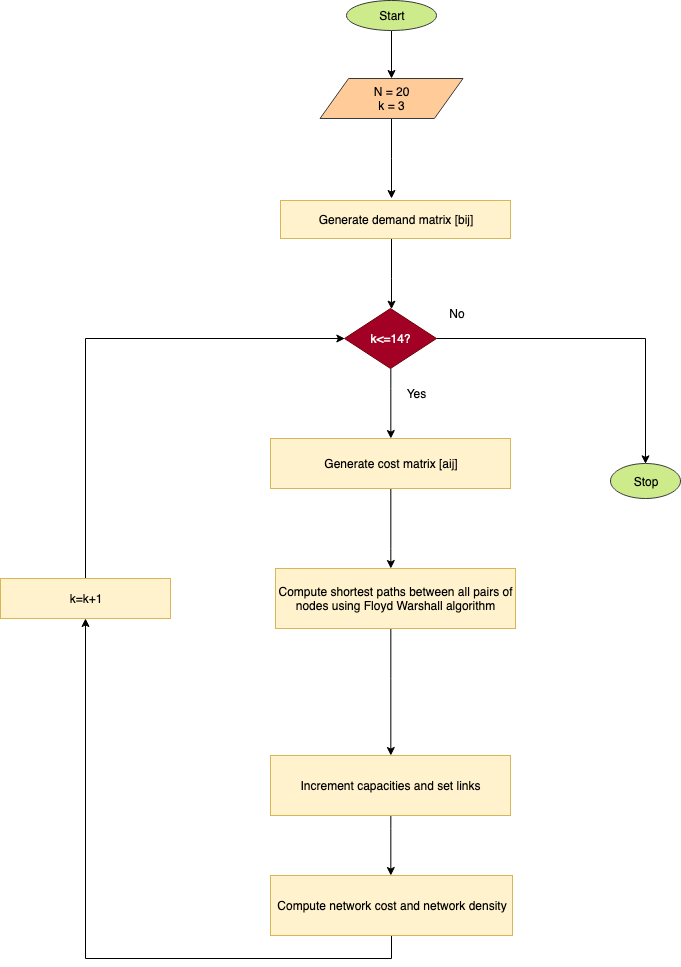 Start
N = 20
k = 3
Generate demand matrix [bij]
No
k<=14?
Yes
Generate cost matrix [aij]
Stop
Compute shortest paths between all pairs of
nodes using Floyd Warshall algorithm
k=k+1
Increment capacities and set links
Compute network cost and network density